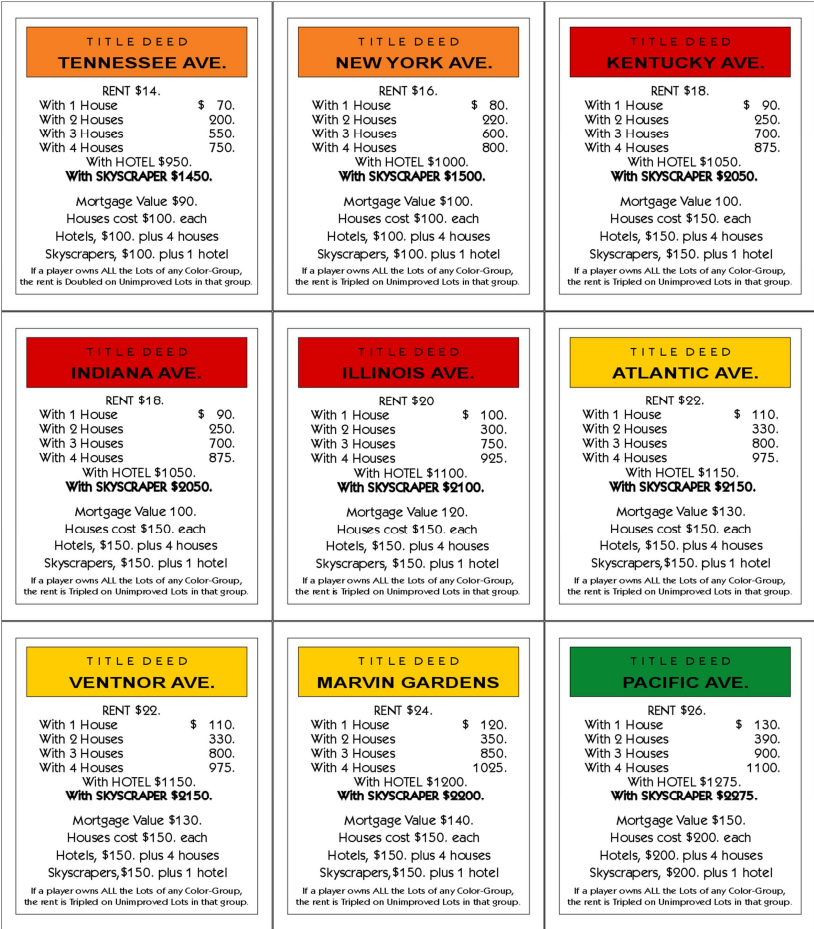 TITLE DEED
TENNESSEE AVE.
RENT $14.
With 1 House $ 70.
With 2 Houses 200.
With 3 Houses 550.
With 4 Houses 750.
With HOTEL $950.
With SKYSCRAPER $1450.
Mortgage Value $90.
Houses cost $100. each
Hotels, $100. plus 4 houses
Skyscrapers, $100. plus 1 hotel
If a player owns ALL the Lots of any Color-Group,
the rent is Doubled on Unimproved Lots in that group.
TITLE DEED
NEW YORK AVE.
RENT $16.
With 1 House $ 80.
With 2 Houses 220.
With 3 Houses 600.
With 4 Houses 800.
With HOTEL $1000.
With SKYSCRAPER $1500.
Mortgage Value $100.
Houses cost $100. each
Hotels, $100. plus 4 houses
Skyscrapers, $100. plus 1 hotel
If a player owns ALL the Lots of any Color-Group,
the rent is Tripled on Unimproved Lots in that group.
TITLE DEED
KENTUCKY AVE.
RENT $18.
With 1 House $ 90.
With 2 Houses 250.
With 3 Houses 700.
With 4 Houses 875.
With HOTEL $1050.
With SKYSCRAPER $2050.
Mortgage Value 100.
Houses cost $150. each
Hotels, $150. plus 4 houses
Skyscrapers, $150. plus 1 hotel
If a player owns ALL the Lots of any Color-Group,
the rent is Tripled on Unimproved Lots in that group.
TITLE DEED
INDIANA AVE.
RENT $18.
With 1 House $ 90.
With 2 Houses 250.
With 3 Houses 700.
With 4 Houses 875.
With HOTEL $1050.
With SKYSCRAPER $2050.
Mortgage Value 100.
Houses cost $150. each
Hotels, $150. plus 4 houses
Skyscrapers, $150. plus 1 hotel
If a player owns ALL the Lots of any Color-Group,
the rent is Tripled on Unimproved Lots in that group.
TITLE DEED
ILLINOIS AVE.
RENT $20
With 1 House $ 100.
With 2 Houses 300.
With 3 Houses 750.
With 4 Houses 925.
With HOTEL $1100.
With SKYSCRAPER $2100.
Mortgage Value 120.
Houses cost $150. each
Hotels, $150. plus 4 houses
Skyscrapers, $150. plus 1 hotel
If a player owns ALL the Lots of any Color-Group,
the rent is Tripled on Unimproved Lots in that group.
TITLE DEED
ATLANTIC AVE.
RENT $22.
With 1 House $ 110.
With 2 Houses 330.
With 3 Houses 800.
With 4 Houses 975.
With HOTEL $1150.
With SKYSCRAPER $2150.
Mortgage Value $130.
Houses cost $150. each
Hotels, $150. plus 4 houses
Skyscrapers,$150. plus 1 hotel
If a player owns ALL the Lots of any Color-Group,
the rent is Tripled on Unimproved Lots in that group.
TITLE DEED
VENTNOR AVE.
RENT $22.
With 1 House $ 110.
With 2 Houses 330.
With 3 Houses 800.
With 4 Houses 975.
With HOTEL $1150.
With SKYSCRAPER $2150.
Mortgage Value $130.
Houses cost $150. each
Hotels, $150. plus 4 houses
Skyscrapers,$150. plus 1 hotel
If a player owns ALL the Lots of any Color-Group,
the rent is Tripled on Unimproved Lots in that group.
TITLE DEED
MARVIN GARDENS
RENT $24.
With 1 House $ 120.
With 2 Houses 350.
With 3 Houses 850.
With 4 Houses 1025.
With HOTEL $1200.
With SKYSCRAPER $2200.
Mortgage Value $140.
Houses cost $150. each
Hotels, $150. plus 4 houses
Skyscrapers,$150. plus 1 hotel
If a player owns ALL the Lots of any Color-Group,
the rent is Tripled on Unimproved Lots in that group.
TITLE DEED
PACIFIC AVE.
RENT $26.
With 1 House $ 130.
With 2 Houses 390.
With 3 Houses 900.
With 4 Houses 1100.
With HOTEL $1275.
With SKYSCRAPER $2275.
Mortgage Value $150.
Houses cost $200. each
Hotels, $200. plus 4 houses
Skyscrapers, $200. plus 1 hotel
If a player owns ALL the Lots of any Color-Group,
the rent is Tripled on Unimproved Lots in that group.